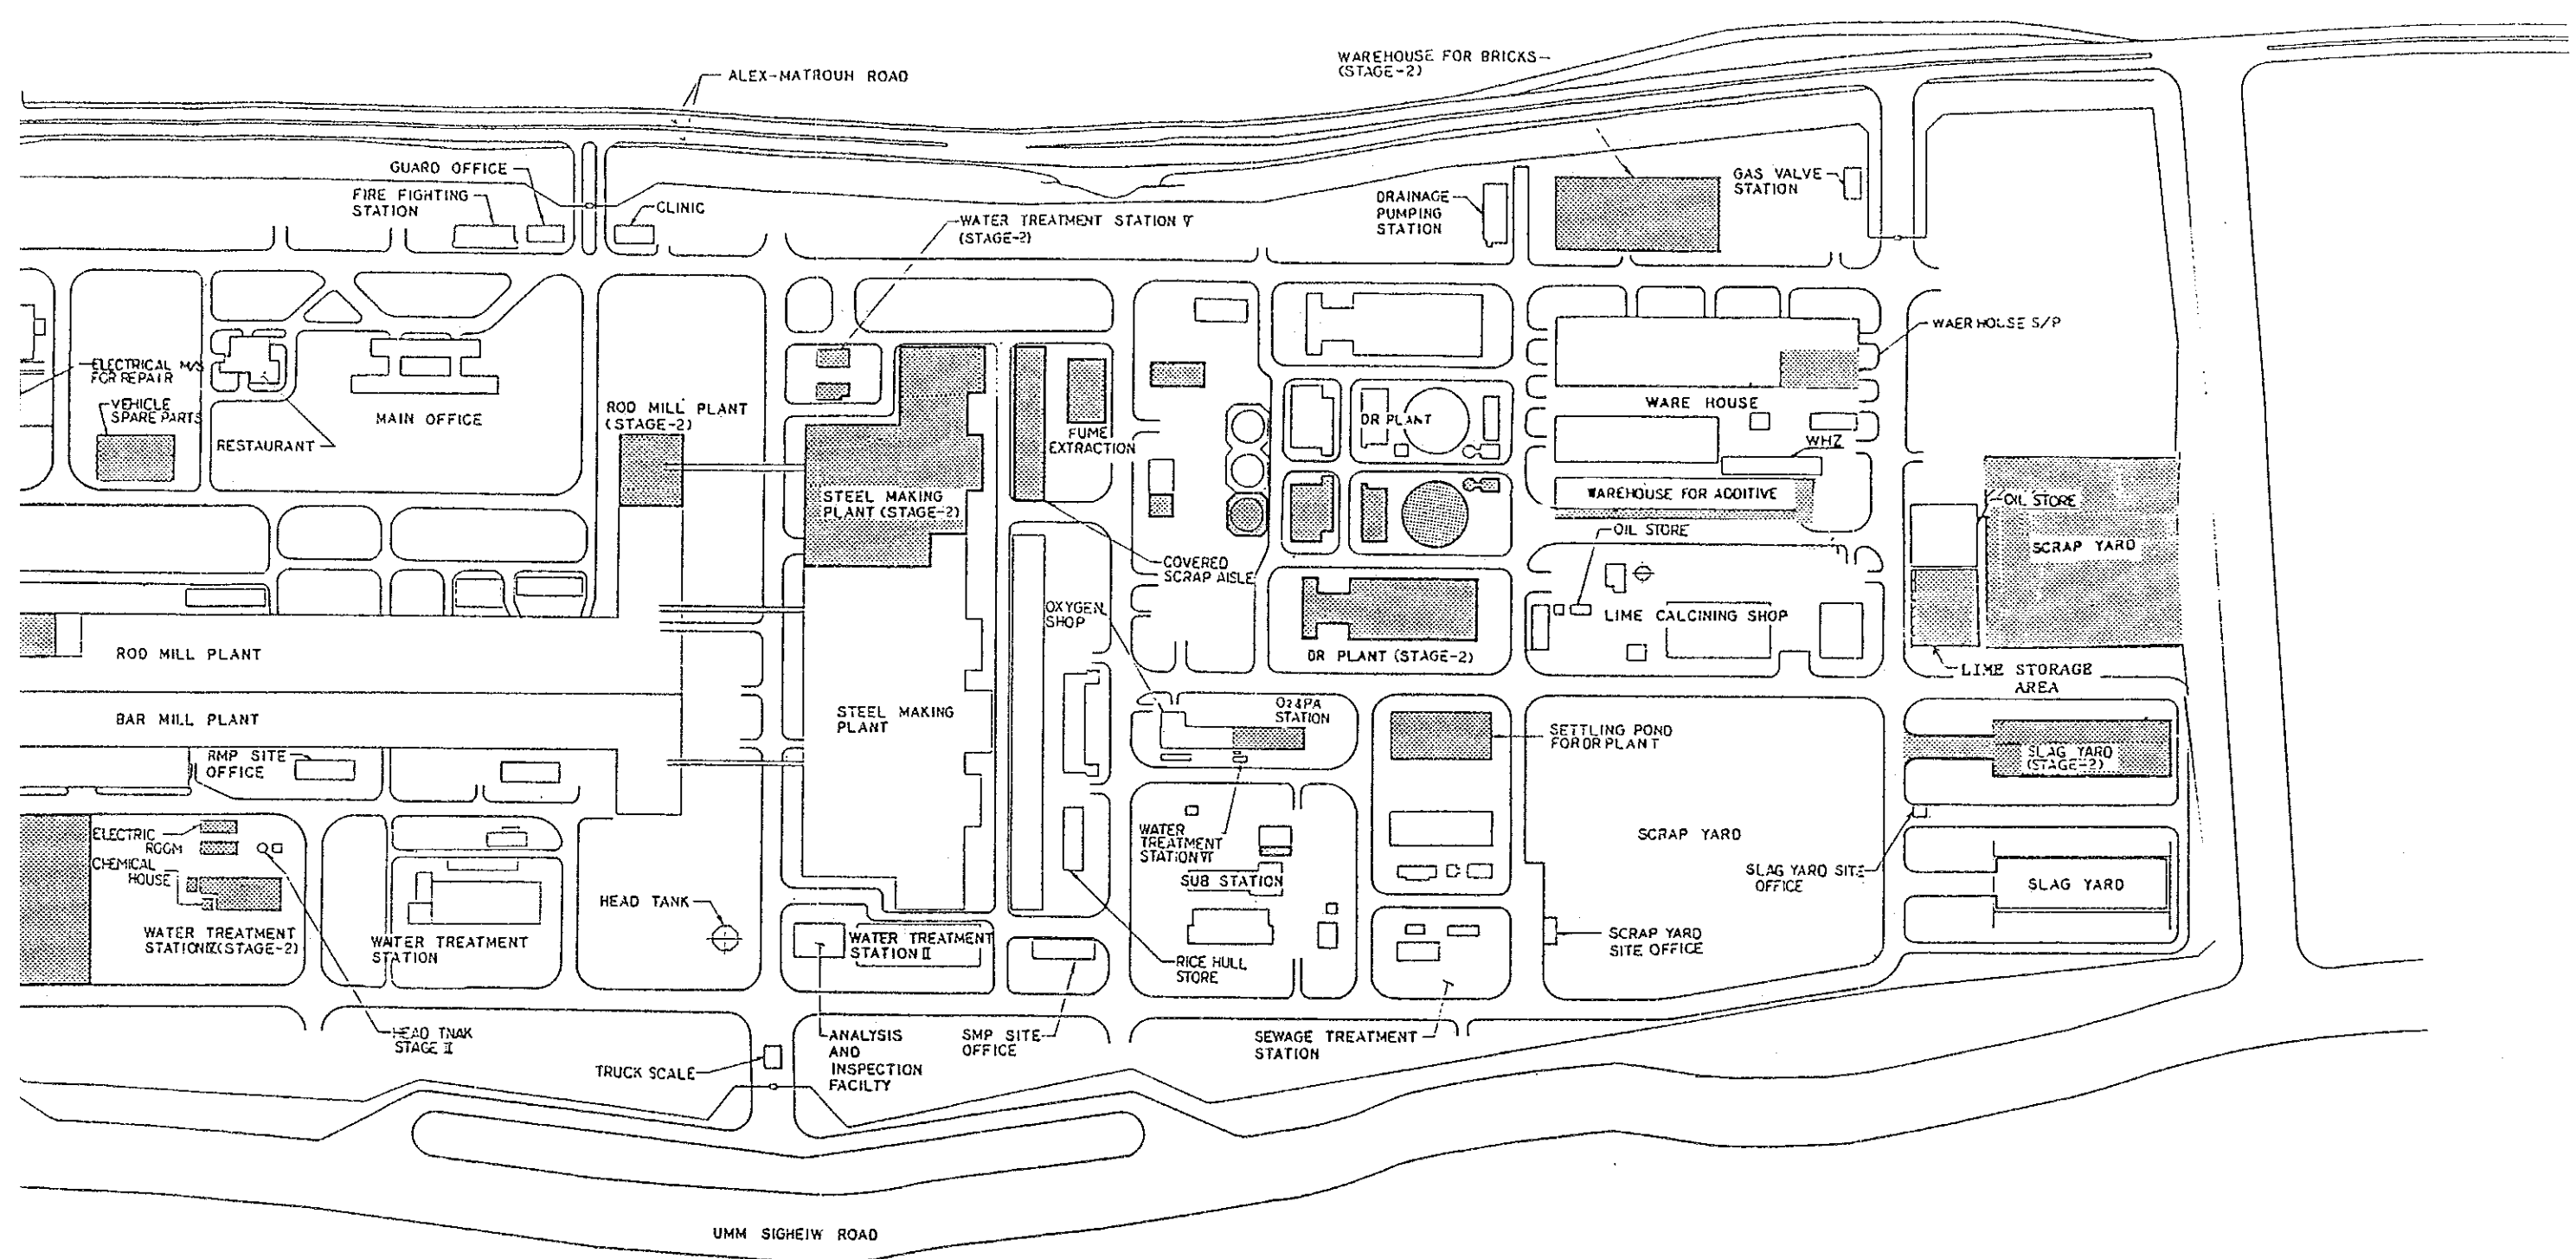 ALEX-MATROUH ROAD
WAREHOUSE FOR BRICKS
(STAGE-2)
GUARD OFFICE
FIRE FIGHTING
STATION
CLINIC
WATER TREATMENT STATION V
(STAGE-2)
DRAINAGE
PUMPING
STATION
GAS VALVE
STATION
WAERHOUSE S/P
ELECTRICAL M/S
FOR REPAIR
VEHICLE
SPARE PARTS
RESTAURANT
MAIN OFFICE
ROD MILL PLANT
(STAGE-2)
FUME
EXTRACTION
DR PLANT
WARE HOUSE
WHZ
STEEL MAKING
PLANT (STAGE-2)
WAREHOUSE FOR ADDITIVE
OIL STORE
OIL STORE
SCRAP YARD
COVERED
SCRAP AISLE
OXYGEN
SHOP
LIME CALCINING SHOP
DR PLANT (STAGE-2)
LIME STORAGE
AREA
ROD MILL PLANT
BAR MILL PLANT
STEEL MAKING
PLANT
O2&PA
STATION
SETTLING POND
FOR DR PLANT
SLAG YARD
(STAGE-2)
RMP SITE
OFFICE
ELECTRIC
ROOM
CHEMICAL
HOUSE
WATER
TREATMENT
STATION VI
SUB STATION
SCRAP YARD
SLAG YARD SITE
OFFICE
SLAG YARD
HEAD TANK
WATER TREATMENT
(STAGE-2)
WATER TREATMENT
STATION
WATER TREATMENT
STATION II
RICE HULL
STORE
SCRAP YARD
SITE OFFICE
HEAD TNAK
STAGE II
TRUCK SCALE
ANALYSIS
AND
INSPECTION
FACILTY
SMP SITE
OFFICE
SEWAGE TREATMENT
STATION
UMM SIGHEIW ROAD